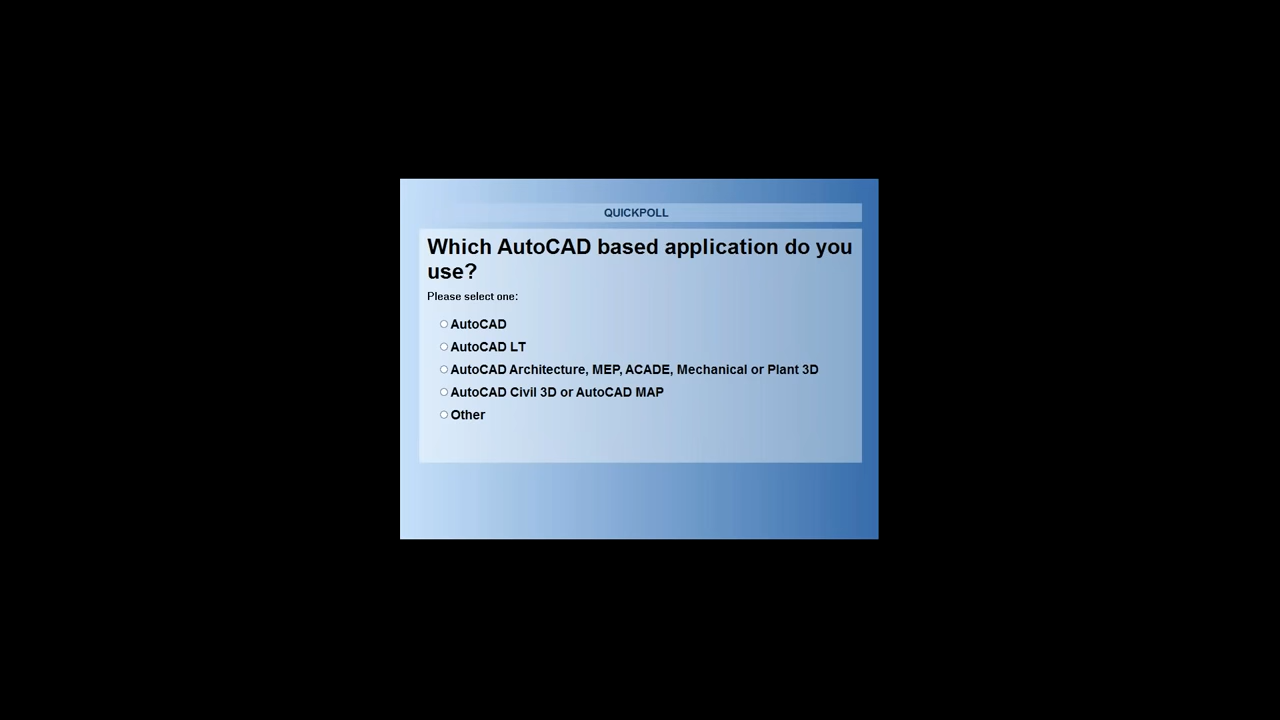 QUICKPOLL
Which AutoCAD based application do you
use?
Please select one:
AutoCAD
AutoCAD LT
AutoCAD Architecture, MEP, ACADE, Mechanical or Plant 3D
AutoCAD Civil 3D or AutoCAD MAP
Other